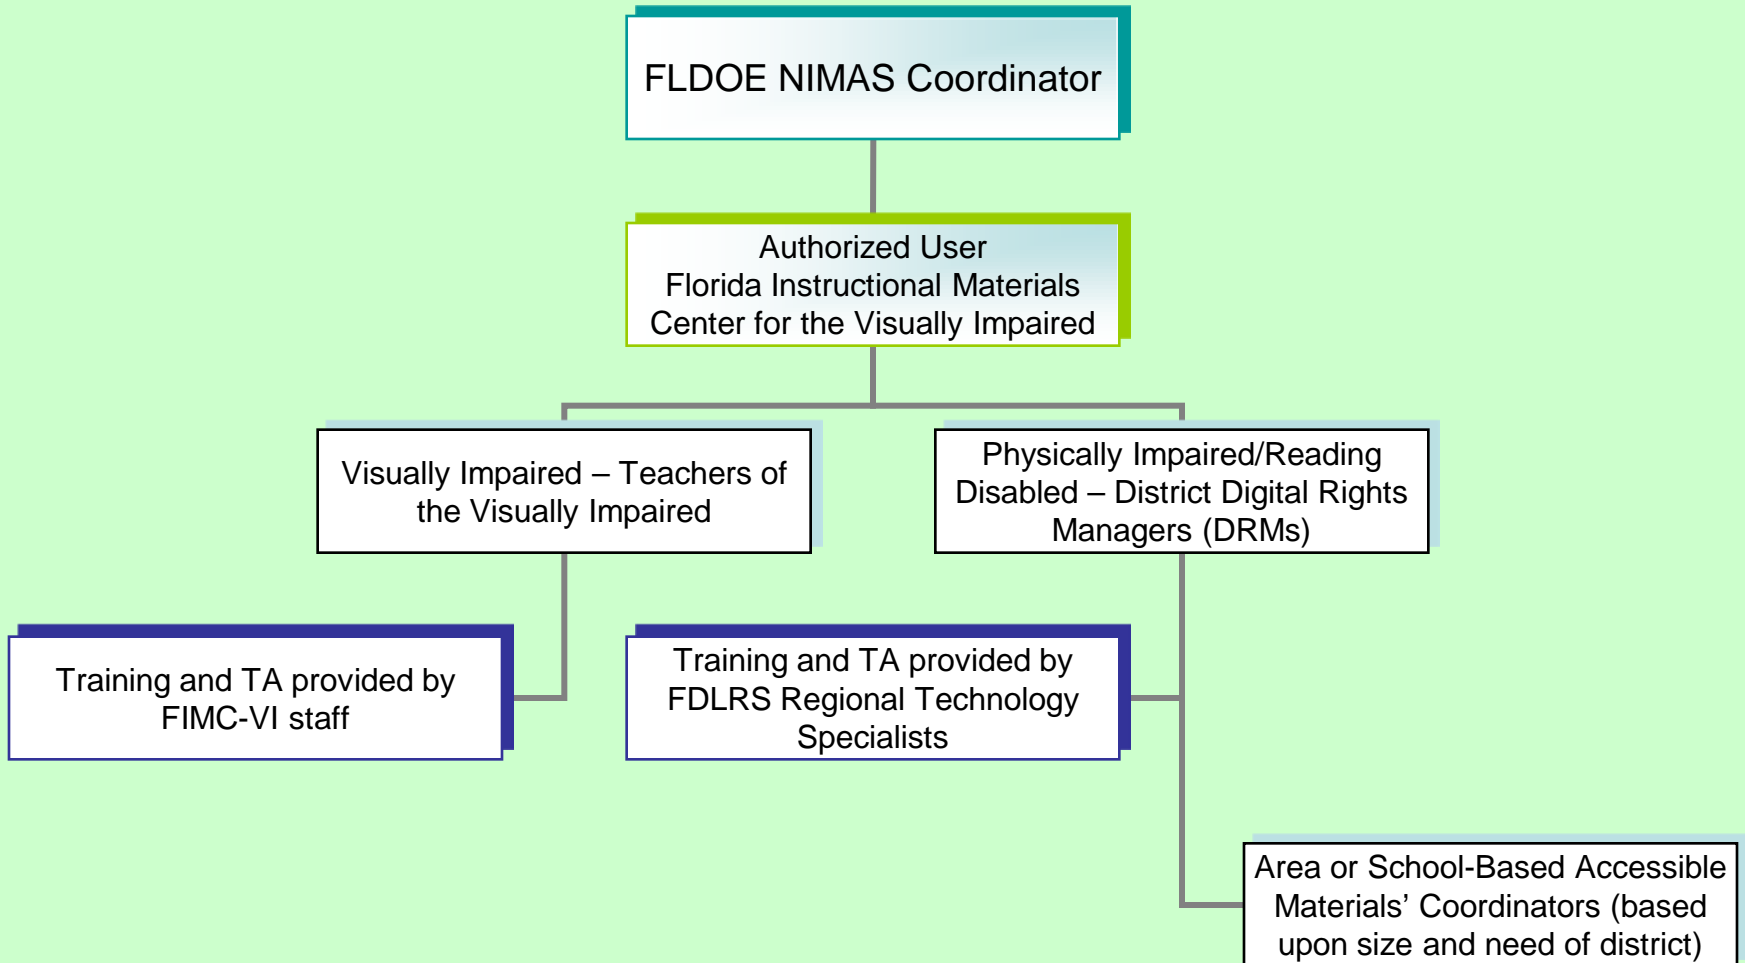 FLDOE NIMAS Coordinator
Authorized User
Florida Instructional Materials
Center for the Visually Impaired
Visually Impaired – Teachers of
the Visually Impaired
Physically Impaired/Reading
Disabled – District Digital Rights
Managers (DRMs)
Training and TA provided by
FIMC-VI staff
Training and TA provided by
FDLRS Regional Technology
Specialists
Area or School-Based Accessible
Materials’ Coordinators (based
upon size and need of district)